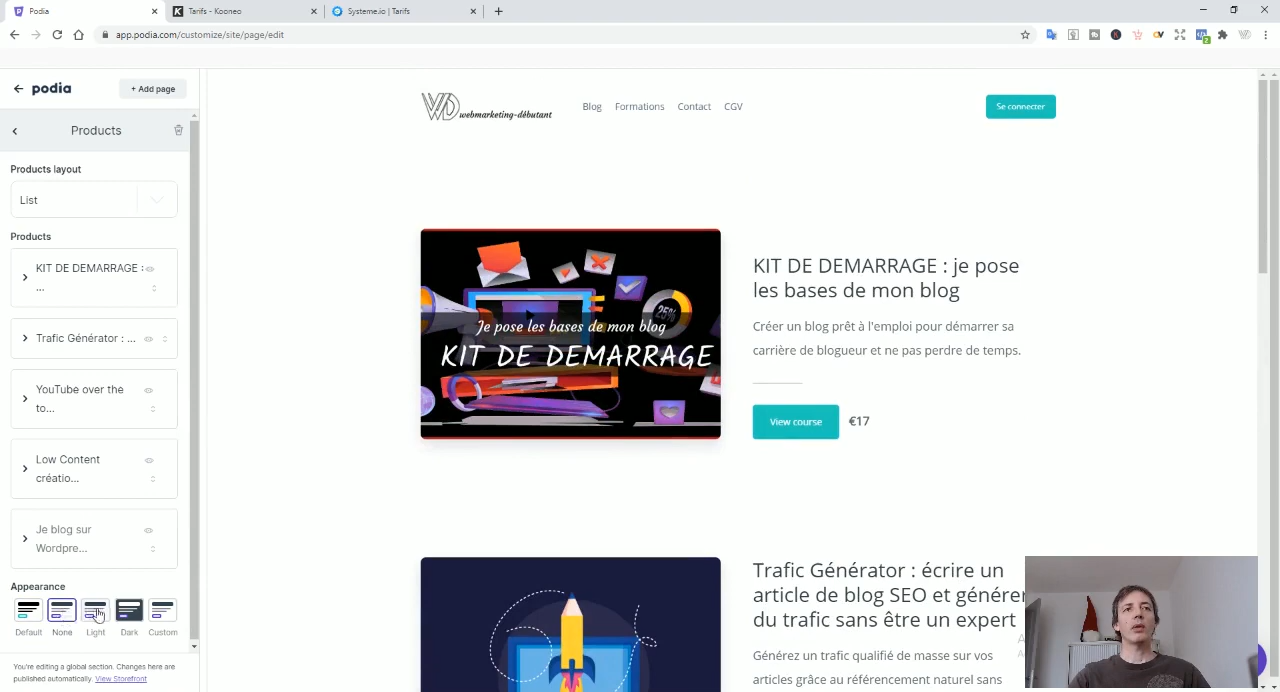 Podia
Tarifs - Kooneo
Systeme.io | Tarifs
app.podia.com/customize/site/page/edit
podia
+ Add page
Products
Products layout
List
Products
KIT DE DEMARRAGE :
...
Trafic Générator : ...
YouTube over the
to...
Low Content
créatio...
Je blog sur
Wordpre...
Appearance
Default
None
Light
Dark
Custom
You're editing a global section. Changes here are
published automatically. View Storefront
WD webmarketing-débutant
Blog
Formations
Contact
CGV
Se connecter
25%
Je pose les bases de mon blog
KIT DE DEMARRAGE
KIT DE DEMARRAGE : je pose
les bases de mon blog
Créer un blog prêt à l'emploi pour démarrer sa
carrière de blogueur et ne pas perdre de temps.
View course
€17
Trafic Générator : écrire un
article de blog SEO et générer
du trafic sans être un expert
Générez un trafic qualifié de masse sur vos
articles grâce au référencement naturel sans